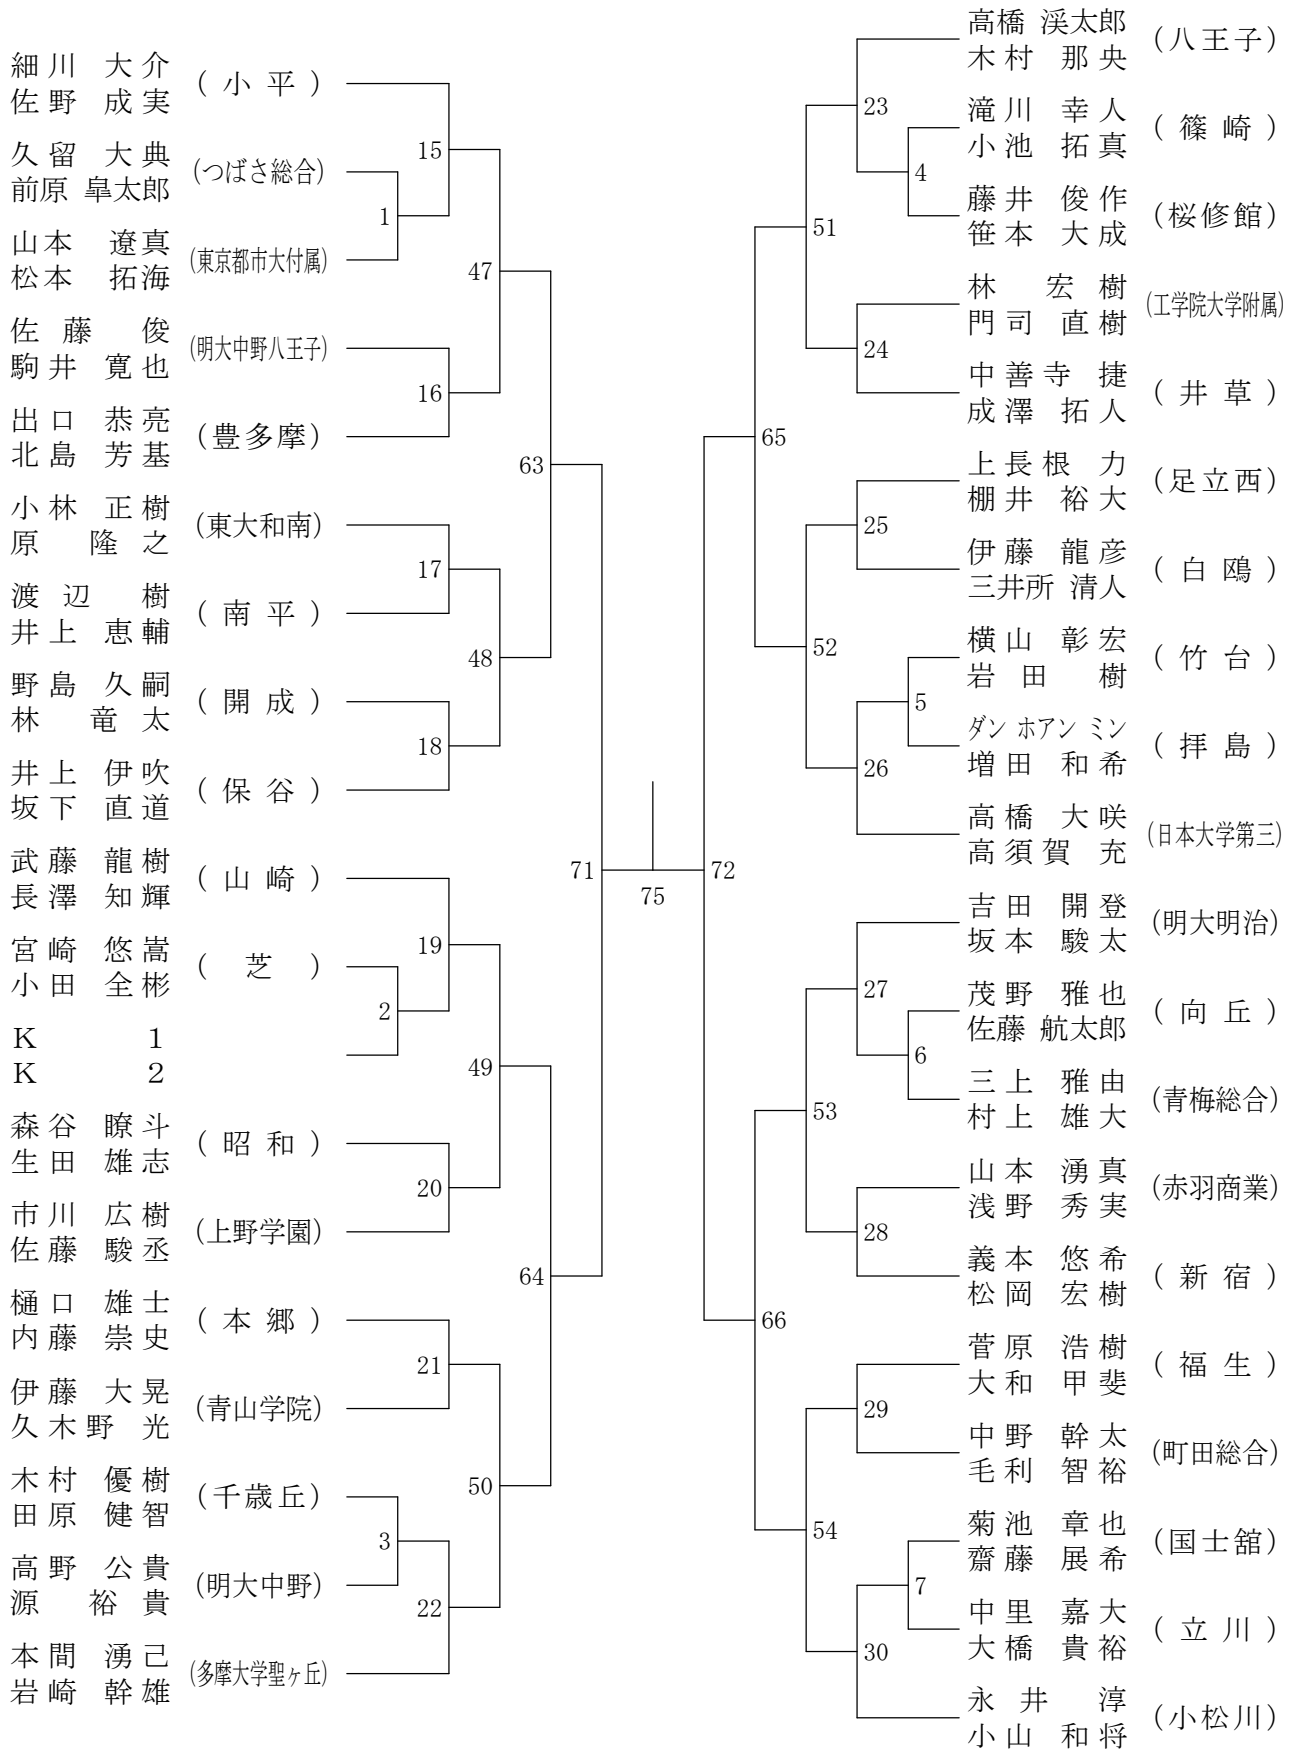 細川 大介
佐野 成実
(小平)
久留 大典
前原 皐太郎
(つばさ総合)
山本 遼真
松本 拓海
(東京都市大付属)
佐藤 俊
駒井 寛也
(明大中野八王子)
出口 恭亮
北島 芳基
(豊多摩)
小林 正樹
原 隆之
(東大和南)
渡辺 樹
井上 恵輔
(南平)
野島 久嗣
林 竜太
(開成)
井上 伊吹
坂下 直道
(保谷)
武藤 龍樹
長澤 知輝
(山崎)
宮崎 悠嵩
小田 全彬
(芝)
K 1
K 2
森谷 瞭斗
生田 雄志
(昭和)
市川 広樹
佐藤 駿丞
(上野学園)
樋口 雄士
内藤 崇史
(本郷)
伊藤 大晃
久木野 光
(青山学院)
木村 優樹
田原 健智
(千歳丘)
高野 公貴
源 裕貴
(明大中野)
本間 湧己
岩崎 幹雄
(多摩大学聖ヶ丘)
15
1
47
16
63
17
48
18
71
19
2
49
20
64
21
50
3
22
75
72
高橋 渓太郎
木村 那央
(八王子)
滝川 幸人
小池 拓真
(篠崎)
藤井 俊作
笹本 大成
(桜修館)
林 宏樹
門司 直樹
(工学院大学附属)
中善寺 捷
成澤 拓人
(井草)
上長根 力
棚井 裕大
(足立西)
伊藤 龍彦
三井所 清人
(白鴎)
横山 彰宏
岩田 樹
(竹台)
ダン ホアン ミン
増田 和希
(拝島)
高橋 大咲
高須賀 充
(日本大学第三)
吉田 開登
坂本 駿太
(明大明治)
茂野 雅也
佐藤 航太郎
(向丘)
三上 雅由
村上 雄大
(青梅総合)
山本 湧真
浅野 秀実
(赤羽商業)
義本 悠希
松岡 宏樹
(新宿)
菅原 浩樹
大和 甲斐
(福生)
中野 幹太
毛利 智裕
(町田総合)
菊池 章也
齋藤 展希
(国士舘)
中里 嘉大
大橋 貴裕
(立川)
永井 淳
小山 和将
(小松川)
23
4
51
24
65
25
52
5
26
27
6
53
28
66
29
54
7
30